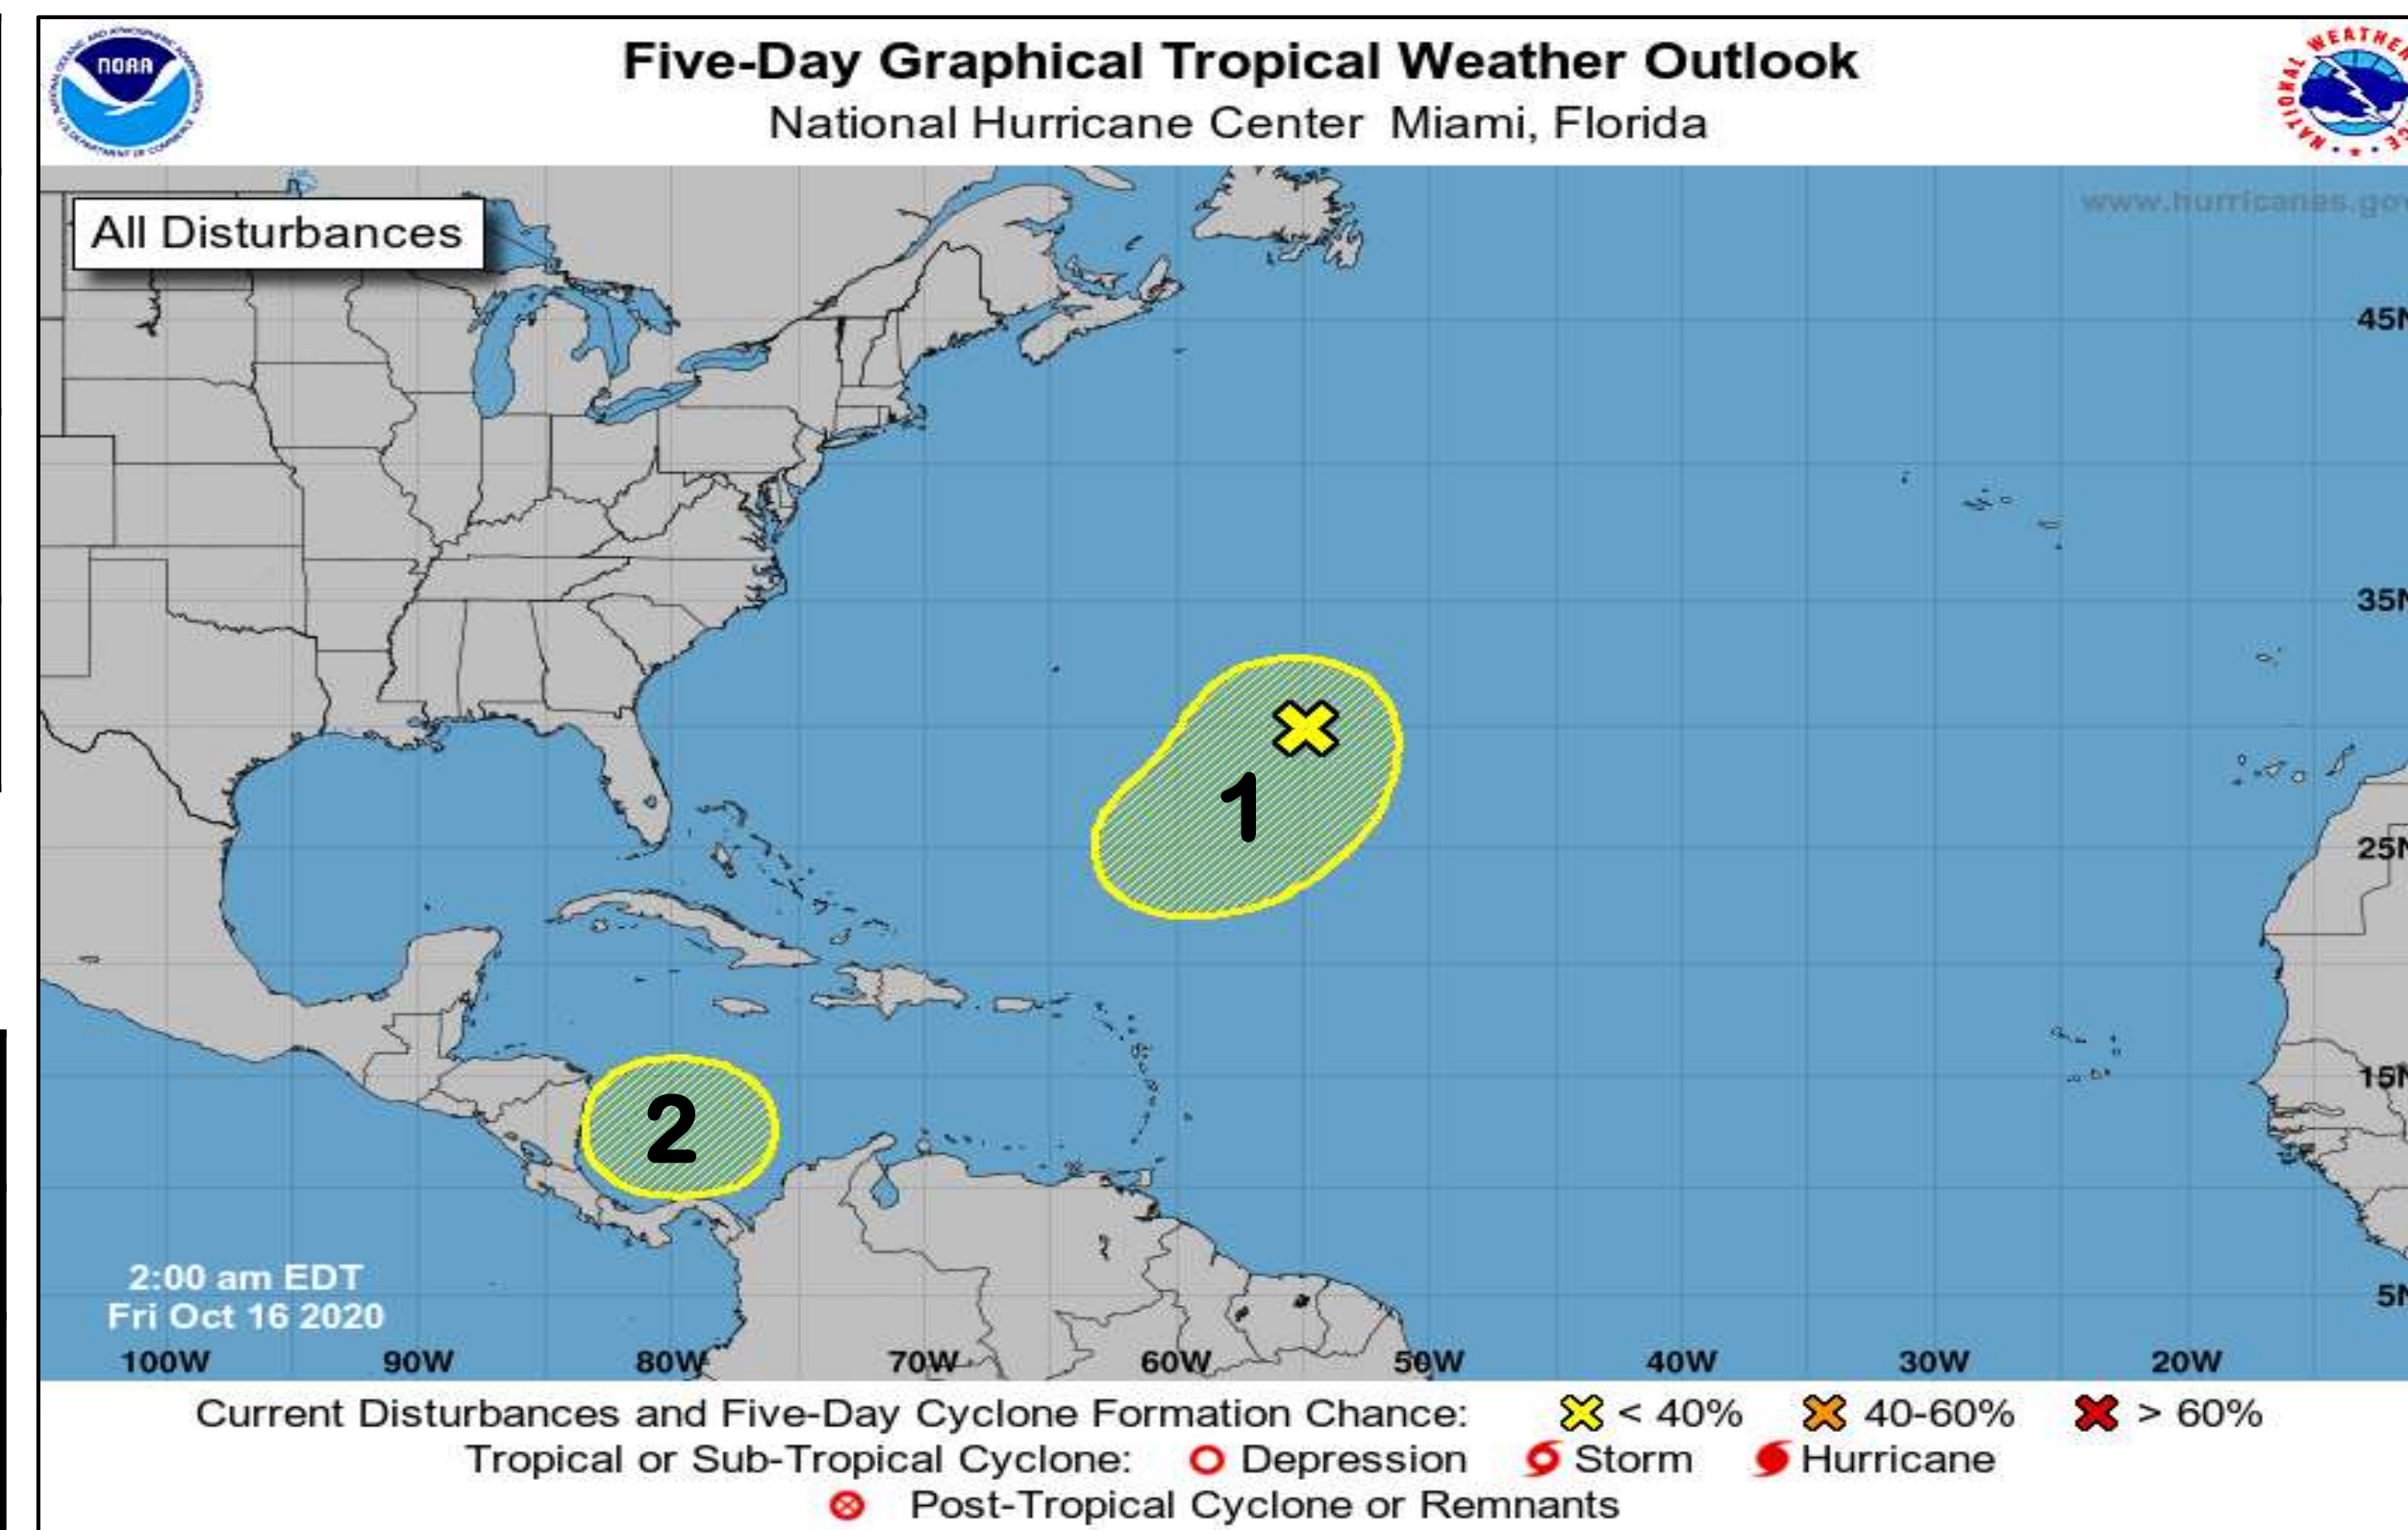 NOAA
Five-Day Graphical Tropical Weather Outlook
National Hurricane Center Miami, Florida
All Disturbances
www.hurricanes.gov
45N
35N
1
25N
2
15N
2:00 am EDT
Fri Oct 16 2020
5N
100W 90W 80W 70W 60W 50W 40W 30W 20W
Current Disturbances and Five-Day Cyclone Formation Chance: < 40% 40-60% > 60%
Tropical or Sub-Tropical Cyclone: Depression Storm Hurricane
Post-Tropical Cyclone or Remnants